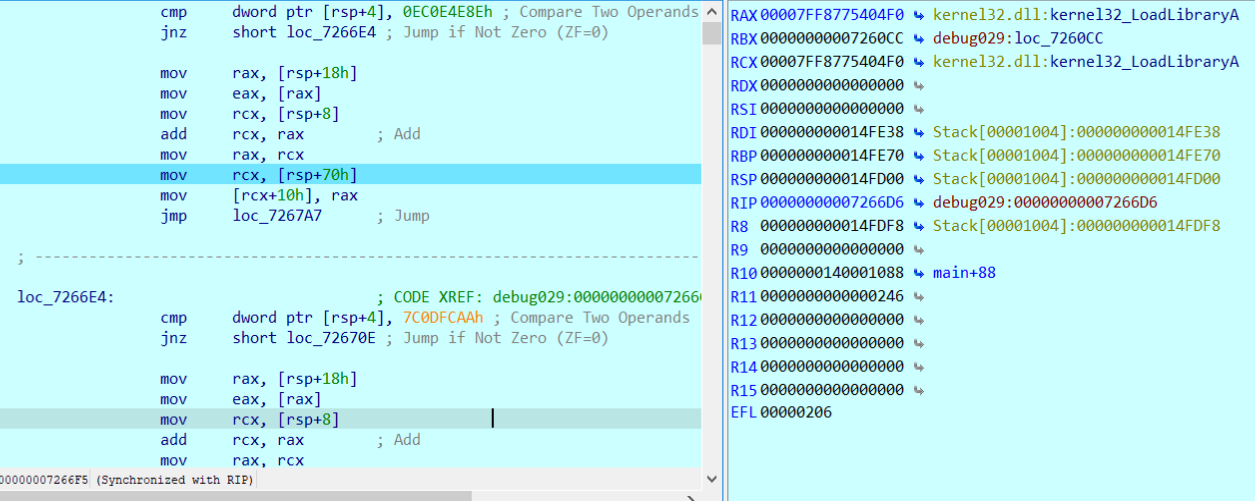 cmp dword ptr [rsp+4], 0EC0E4E8Eh ; Compare Two Operands
jnz short loc_7266E4 ; Jump if Not Zero (ZF=0)
mov rax, [rsp+18h]
mov eax, [rax]
mov rcx, [rsp+8]
add rcx, rax ; Add
mov rax, rcx
mov rcx, [rsp+70h]
mov [rcx+10h], rax
jmp loc_7267A7 ; Jump
; ------------------------------------------------------------------
loc_7266E4: ; CODE XREF: debug029:000000000072666
cmp dword ptr [rsp+4], 7C0DFCAAh ; Compare Two Operands
jnz short loc_72670E ; Jump if Not Zero (ZF=0)
mov rax, [rsp+18h]
mov eax, [rax]
mov rcx, [rsp+8]
add rcx, rax ; Add
mov rax, rcx
00000007266F5 (Synchronized with RIP)
RAX 00007FF8775404F0 kernel32.dll:kernel32_LoadLibraryA
RBX 00000000007260CC debug029:loc_7260CC
RCX 00007FF8775404F0 kernel32.dll:kernel32_LoadLibraryA
RDX 0000000000000000
RSI 0000000000000000
RDI 000000000014FE38 Stack[00001004]:000000000014FE38
RBP 000000000014FE70 Stack[00001004]:000000000014FE70
RSP 000000000014FD00 Stack[00001004]:000000000014FD00
RIP 00000000007266D6 debug029:00000000007266D6
R8 000000000014FDF8 Stack[00001004]:000000000014FDF8
R9 0000000000000000
R10 0000000140001088 main+88
R11 0000000000000246
R12 0000000000000000
R13 0000000000000000
R14 0000000000000000
R15 0000000000000000
EFL 00000206